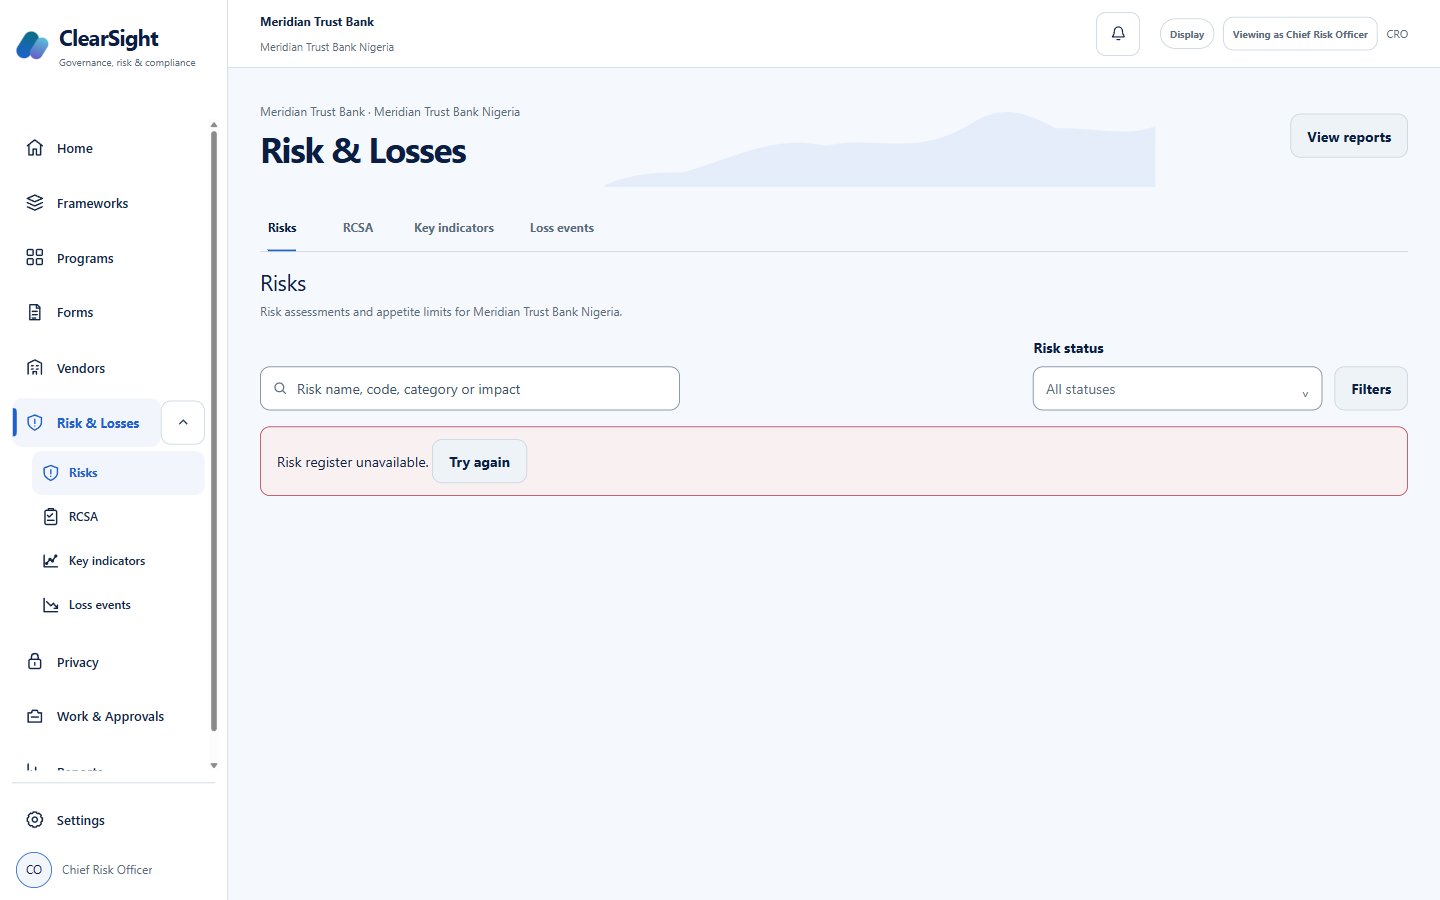 ClearSight
Governance, risk & compliance
Home
Frameworks
Programs
Forms
Vendors
Risk & Losses
Risks
RCSA
Key indicators
Loss events
Privacy
Work & Approvals
Reports
Settings
CO
Chief Risk Officer
Meridian Trust Bank
Meridian Trust Bank Nigeria
Display
Viewing as Chief Risk Officer
CRO
Meridian Trust Bank · Meridian Trust Bank Nigeria
Risk & Losses
View reports
Risks
RCSA
Key indicators
Loss events
Risks
Risk assessments and appetite limits for Meridian Trust Bank Nigeria.
Risk status
Risk name, code, category or impact
All statuses
Filters
Risk register unavailable.
Try again